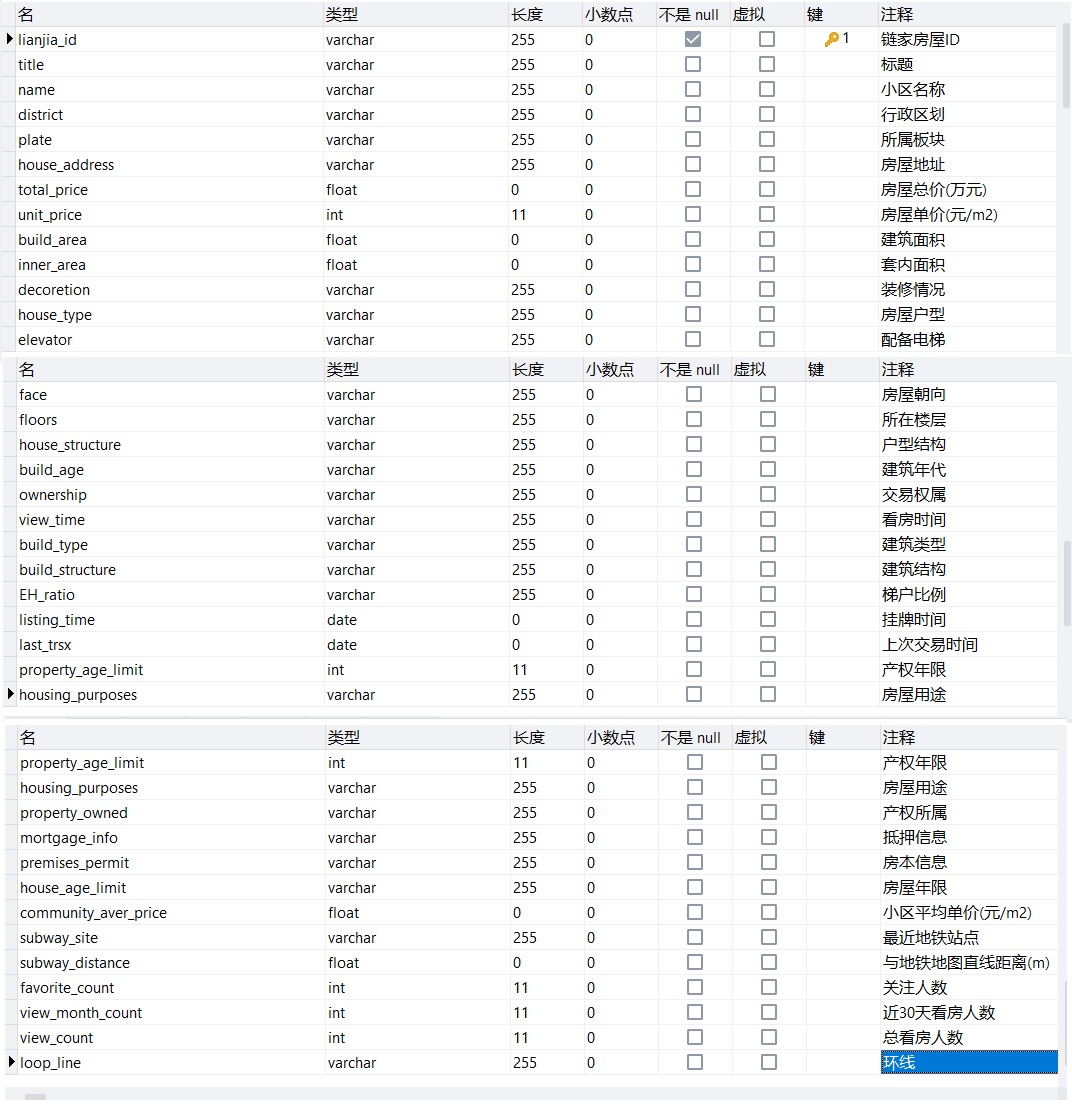 名 类型 长度 小数点 不是 null 虚拟 键 注释
lianjia_id varchar 255 0 1 链家房屋ID
title varchar 255 0 标题
name varchar 255 0 小区名称
district varchar 255 0 行政区划
plate varchar 255 0 所属板块
house_address varchar 255 0 房屋地址
total_price float 0 0 房屋总价(万元)
unit_price int 11 0 房屋单价(元/m2)
build_area float 0 0 建筑面积
inner_area float 0 0 套内面积
decoretion varchar 255 0 装修情况
house_type varchar 255 0 房屋户型
elevator varchar 255 0 配备电梯
名 类型 长度 小数点 不是 null 虚拟 键 注释
face varchar 255 0 房屋朝向
floors varchar 255 0 所在楼层
house_structure varchar 255 0 户型结构
build_age varchar 255 0 建筑年代
ownership varchar 255 0 交易权属
view_time varchar 255 0 看房时间
build_type varchar 255 0 建筑类型
build_structure varchar 255 0 建筑结构
EH_ratio varchar 255 0 梯户比例
listing_time date 0 0 挂牌时间
last_trsx date 0 0 上次交易时间
property_age_limit int 11 0 产权年限
housing_purposes varchar 255 0 房屋用途
名 类型 长度 小数点 不是 null 虚拟 键 注释
property_age_limit int 11 0 产权年限
housing_purposes varchar 255 0 房屋用途
property_owned varchar 255 0 产权所属
mortgage_info varchar 255 0 抵押信息
premises_permit varchar 255 0 房本信息
house_age_limit varchar 255 0 房屋年限
community_aver_price float 0 0 小区平均单价(元/m2)
subway_site varchar 255 0 最近地铁站点
subway_distance float 0 0 与地铁地图直线距离(m)
favorite_count int 11 0 关注人数
view_month_count int 11 0 近30天看房人数
view_count int 11 0 总看房人数
loop_line varchar 255 0 环线